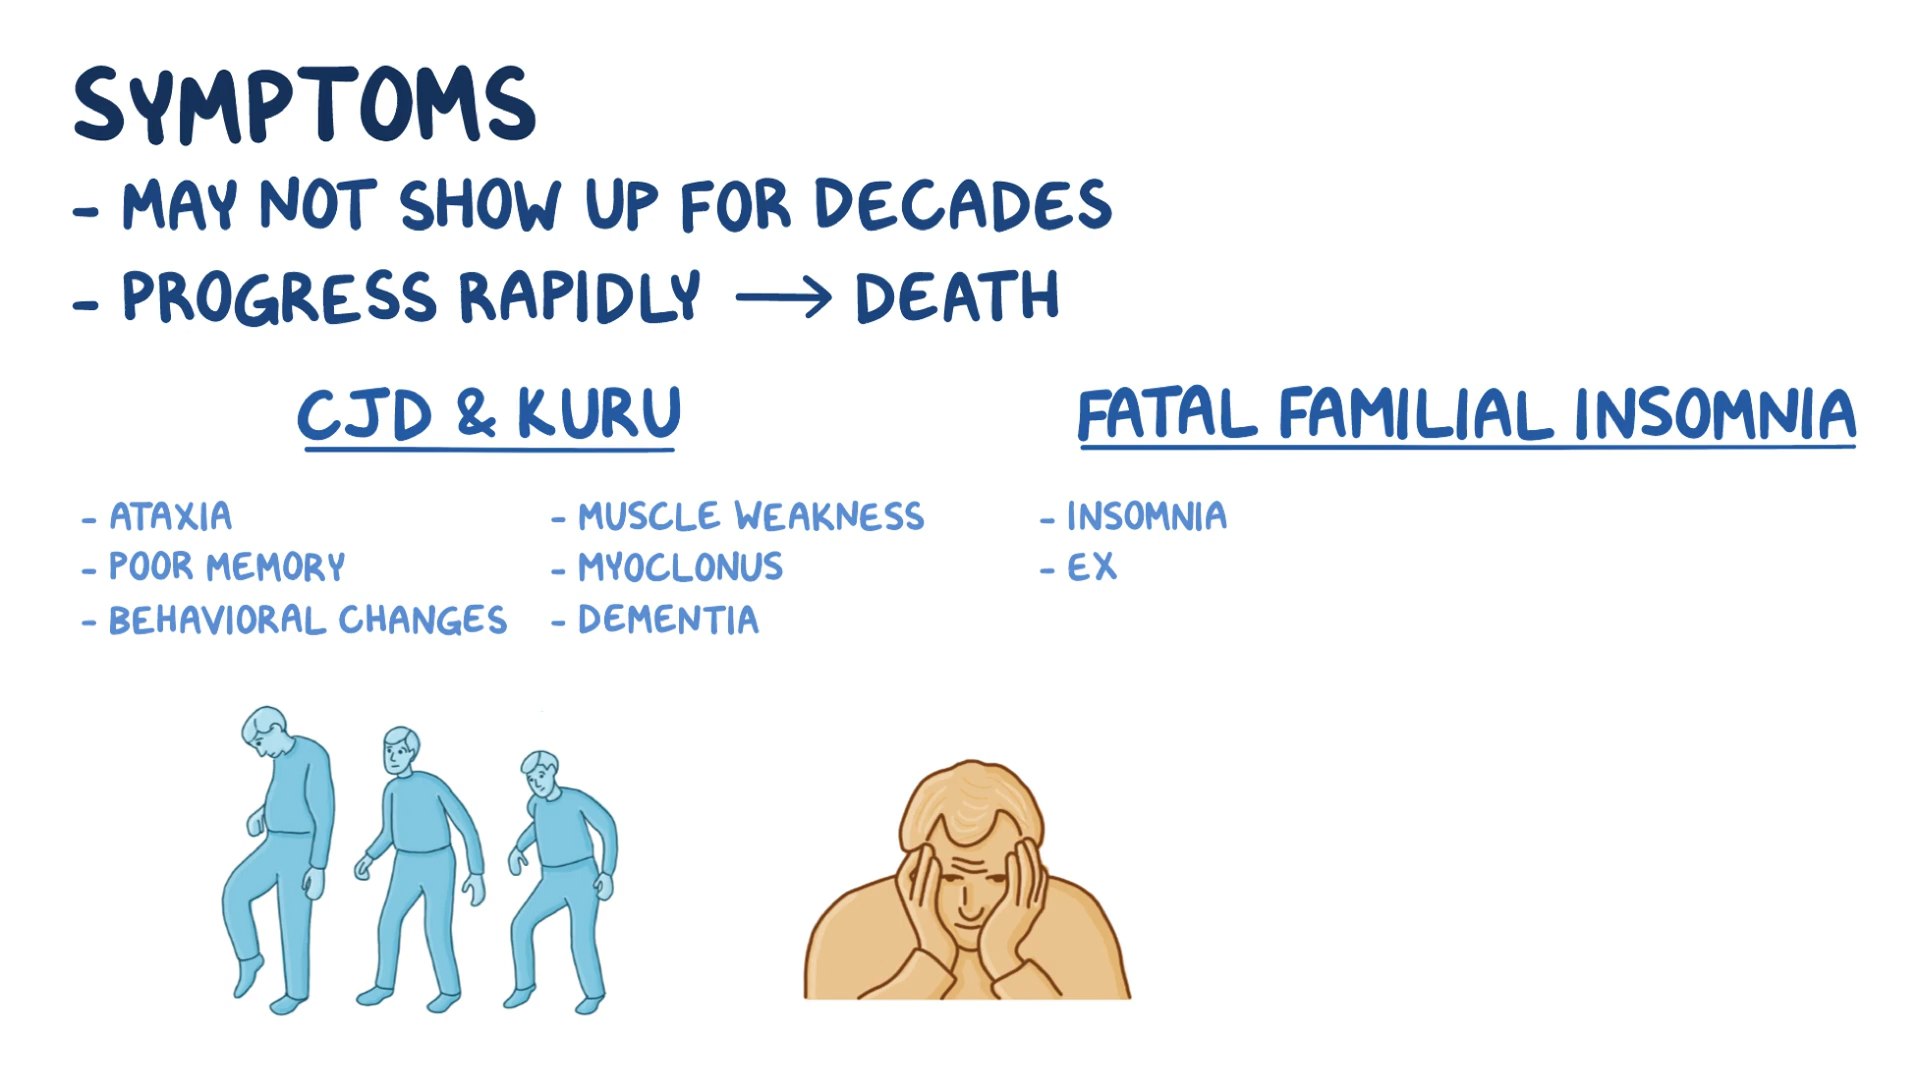 SYMPTOMS
- MAY NOT SHOW UP FOR DECADES
- PROGRESS RAPIDLY → DEATH
CJD & KURU
- ATAXIA
- POOR MEMORY
- BEHAVIORAL CHANGES
- MUSCLE WEAKNESS
- MYOCLONUS
- DEMENTIA
FATAL FAMILIAL INSOMNIA
- INSOMNIA
- EX